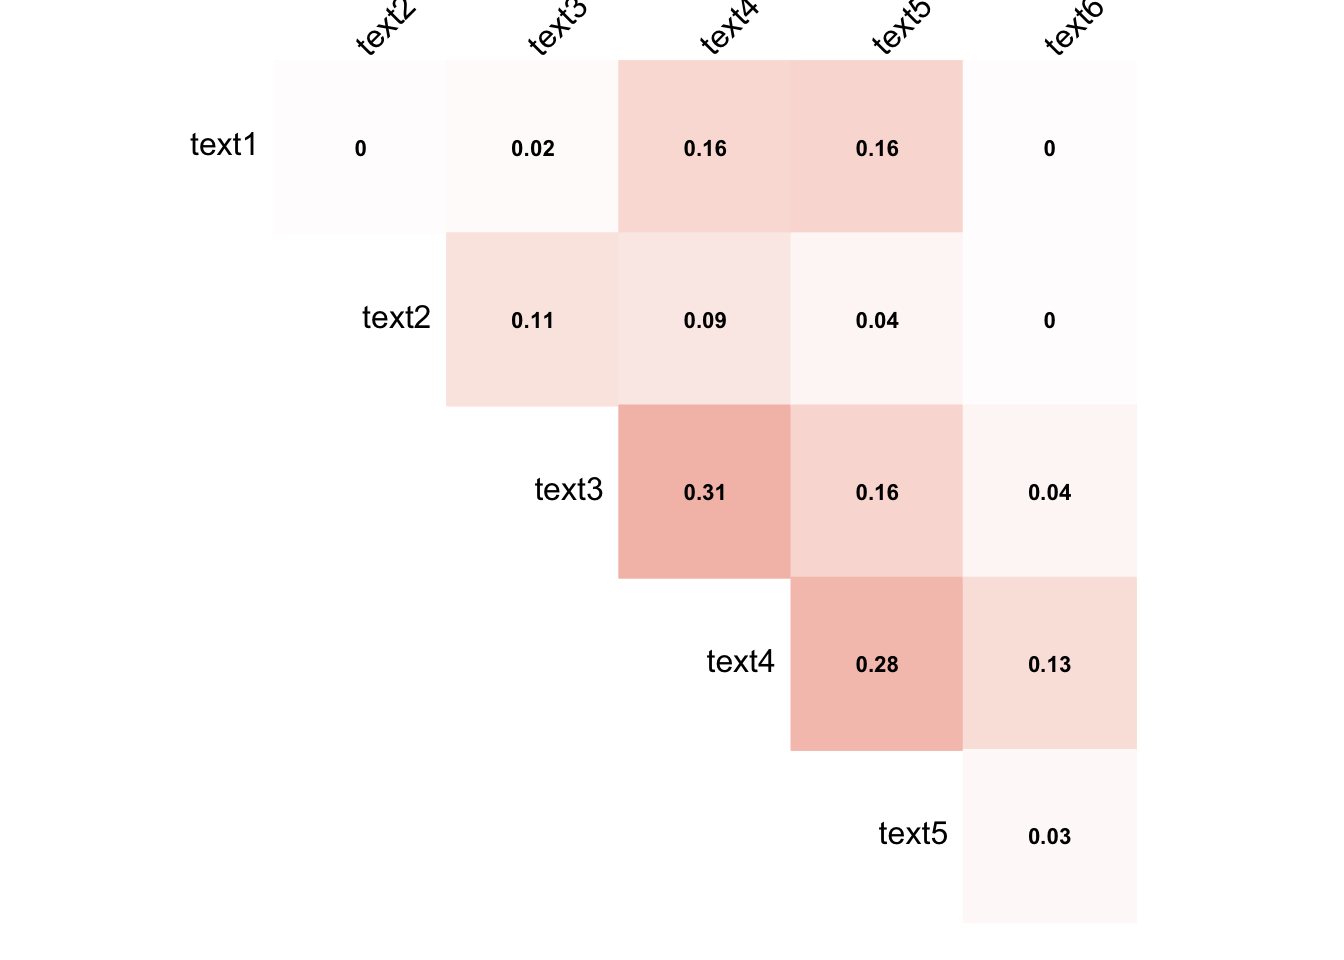 text2 text3 text4 text5 text6
text1 0 0.02 0.16 0.16 0
text2 0.11 0.09 0.04 0
text3 0.31 0.16 0.04
text4 0.28 0.13
text5 0.03